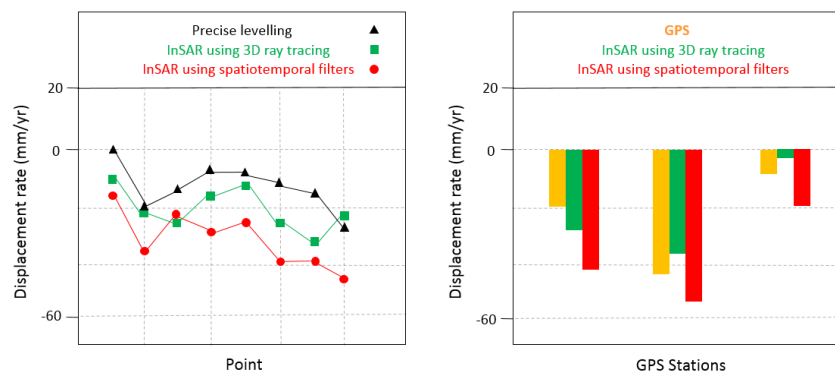 Precise levelling
InSAR using 3D ray tracing
InSAR using spatiotemporal filters
20
0
-60
Displacement rate (mm/yr)
Point
GPS
InSAR using 3D ray tracing
InSAR using spatiotemporal filters
20
0
-60
Displacement rate (mm/yr)
GPS Stations